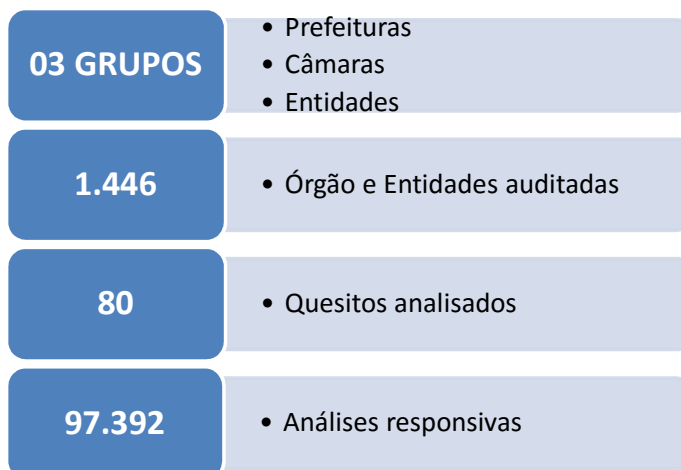 03 GRUPOS
• Prefeituras
• Câmaras
• Entidades
1.446
• Órgão e Entidades auditadas
80
• Quesitos analisados
97.392
• Análises responsivas